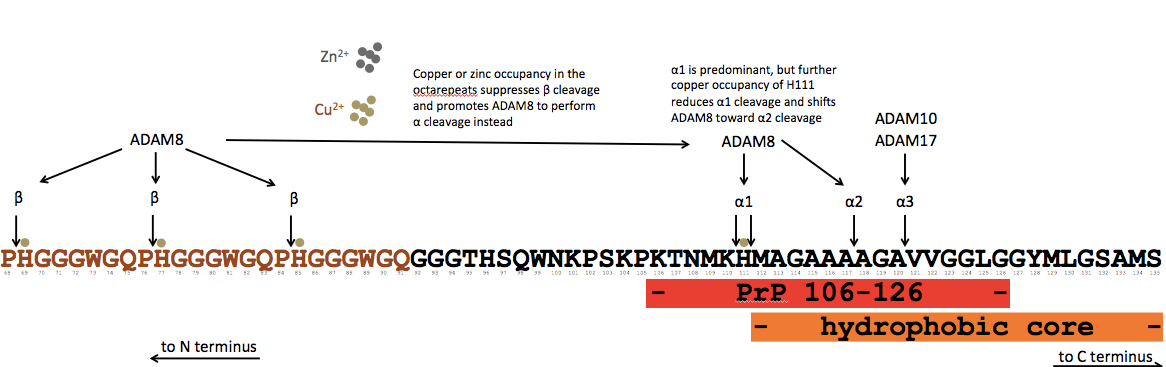 Zn2+
Cu2+
Copper or zinc occupancy in the
octarepeats suppresses β cleavage
and promotes ADAM8 to perform
α cleavage instead
α1 is predominant, but further
copper occupancy of H111
reduces α1 cleavage and shifts
ADAM8 toward α2 cleavage
ADAM10
ADAM17
ADAM8
ADAM8
β
β
β
α1
α2
α3
PHGGGWGQPHGGGWGQPHGGGWGQGGGTHSQWNKPSKPKTNMKHMAGAAAAGAVVGGLGGYMLGSAMS
68 69 70 71 72 73 74 75 76 77 78 79 80 81 82 83 84 85 86 87 88 89 90 91 92 93 94 95 96 97 98 99 100 101 102 103 104 105 106 107 108 109 110 111 112 113 114 115 116 117 118 119 120 121 122 123 124 125 126 127 128 129 130 131 132 133 134 135
- PrP 106-126 -
- hydrophobic core -
to N terminus
to C terminus